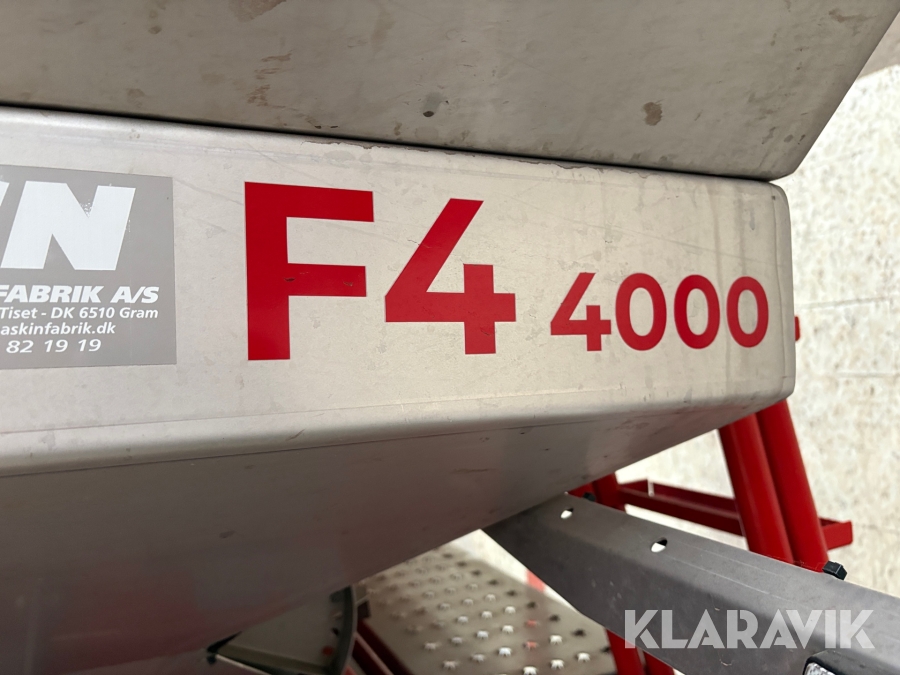 N
FABRIK A/S
Tiset - DK 6510 Gram
askinfabrik.dk
82 19 19
F4 4000
KLARAVIK